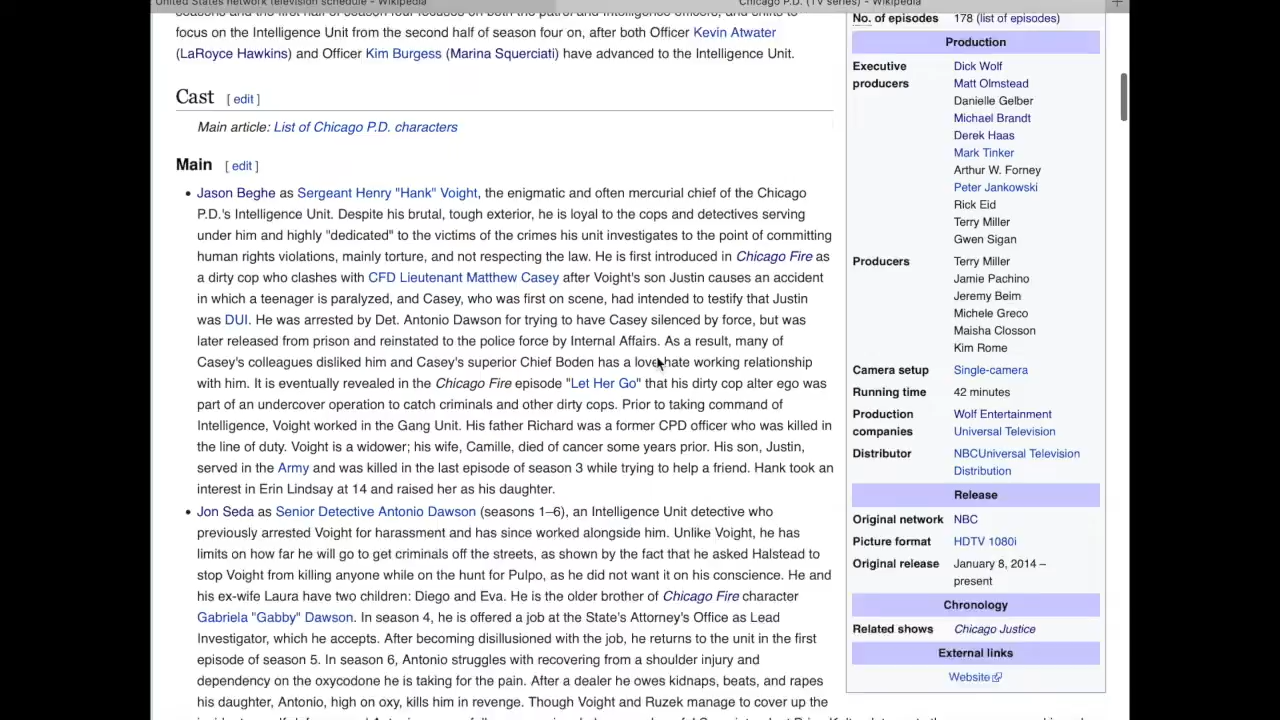 United States network television schedule - Wikipedia
Chicago P.D. (TV series) - Wikipedia
focus on the Intelligence Unit from the second half of season four on, after both Officer Kevin Atwater
(LaRoyce Hawkins) and Officer Kim Burgess (Marina Squerciati) have advanced to the Intelligence Unit.
Cast [ edit ]
Main article: List of Chicago P.D. characters
Main [ edit ]
Jason Beghe as Sergeant Henry "Hank" Voight, the enigmatic and often mercurial chief of the Chicago
P.D.'s Intelligence Unit. Despite his brutal, tough exterior, he is loyal to the cops and detectives serving
under him and highly "dedicated" to the victims of the crimes his unit investigates to the point of committing
human rights violations, mainly torture, and not respecting the law. He is first introduced in Chicago Fire as
a dirty cop who clashes with CFD Lieutenant Matthew Casey after Voight's son Justin causes an accident
in which a teenager is paralyzed, and Casey, who was first on scene, had intended to testify that Justin
was DUI. He was arrested by Det. Antonio Dawson for trying to have Casey silenced by force, but was
later released from prison and reinstated to the police force by Internal Affairs. As a result, many of
Casey's colleagues disliked him and Casey's superior Chief Boden has a love hate working relationship
with him. It is eventually revealed in the Chicago Fire episode "Let Her Go" that his dirty cop alter ego was
part of an undercover operation to catch criminals and other dirty cops. Prior to taking command of
Intelligence, Voight worked in the Gang Unit. His father Richard was a former CPD officer who was killed in
the line of duty. Voight is a widower; his wife, Camille, died of cancer some years prior. His son, Justin,
served in the Army and was killed in the last episode of season 3 while trying to help a friend. Hank took an
interest in Erin Lindsay at 14 and raised her as his daughter.
Jon Seda as Senior Detective Antonio Dawson (seasons 1–6), an Intelligence Unit detective who
previously arrested Voight for harassment and has since worked alongside him. Unlike Voight, he has
limits on how far he will go to get criminals off the streets, as shown by the fact that he asked Halstead to
stop Voight from killing anyone while on the hunt for Pulpo, as he did not want it on his conscience. He and
his ex-wife Laura have two children: Diego and Eva. He is the older brother of Chicago Fire character
Gabriela "Gabby" Dawson. In season 4, he is offered a job at the State's Attorney's Office as Lead
Investigator, which he accepts. After becoming disillusioned with the job, he returns to the unit in the first
episode of season 5. In season 6, Antonio struggles with recovering from a shoulder injury and
dependency on the oxycodone he is taking for the pain. After a dealer he owes kidnaps, beats, and rapes
his daughter, Antonio, high on oxy, kills him in revenge. Though Voight and Ruzek manage to cover up the
No. of episodes 178 (list of episodes)
Production
Executive Dick Wolf
producers Matt Olmstead
Danielle Gelber
Michael Brandt
Derek Haas
Mark Tinker
Arthur W. Forney
Peter Jankowski
Rick Eid
Terry Miller
Gwen Sigan
Producers Terry Miller
Jamie Pachino
Jeremy Beim
Michele Greco
Maisha Closson
Kim Rome
Camera setup Single-camera
Running time 42 minutes
Production Wolf Entertainment
companies Universal Television
Distributor NBCUniversal Television
Distribution
Release
Original network NBC
Picture format HDTV 1080i
Original release January 8, 2014 –
present
Chronology
Related shows Chicago Justice
External links
Website